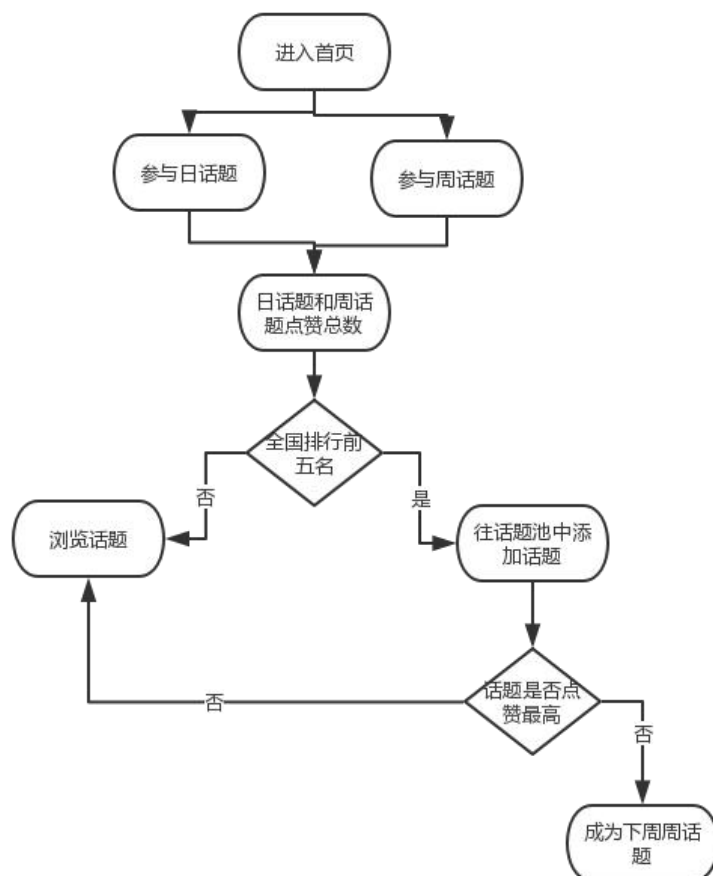 进入首页
参与日话题
参与周话题
日话题和周话
题点赞总数
全国排行前
五名
否
是
浏览话题
往话题池中添
加话题
话题是否点
赞最高
否
否
成为下周周话
题